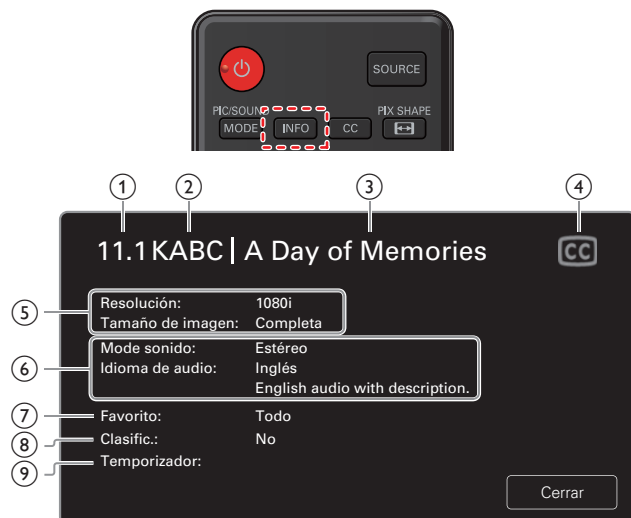 SOURCE
PIC/SOUND PIX SHAPE
MODE INFO CC
1 2 3 4
11.1 KABC | A Day of Memories CC
5 Resolución: 1080i
Tamaño de imagen: Completa
6 Mode sonido: Estéreo
Idioma de audio: Inglés
English audio with description.
7 Favorito: Todo
8 Clasific.: No
9 Temporizador:
Cerrar